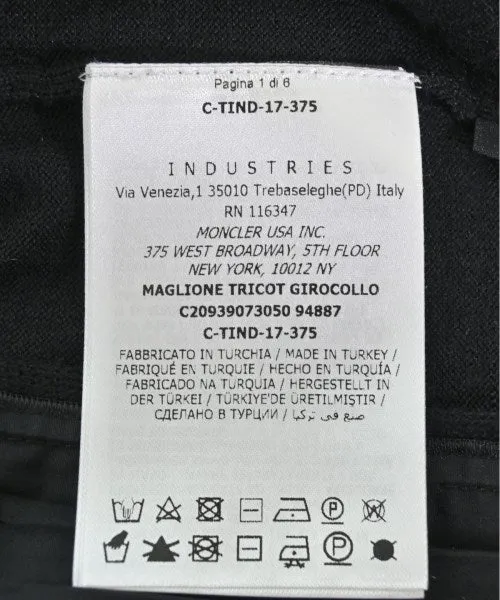 Pagina 1 di 6
C-TIND-17-375
INDUSTRIES
Via Venezia,1 35010 Trebaseleghe(PD) Italy
RN 116347
MONCLER USA INC.
375 WEST BROADWAY, 5TH FLOOR
NEW YORK, 10012 NY
MAGLIONE TRICOT GIROCOLLO
C20939073050 94887
C-TIND-17-375
FABBRICATO IN TURCHIA / MADE IN TURKEY /
FABRIQUÉ EN TURQUIE / HECHO EN TURQUÍA /
FABRICADO NA TURQUIA / HERGESTELLT IN
DER TÜRKEI / TÜRKİYE'DE ÜRETILMIŞTIR /
СДЕЛАНО В ТУРЦИИ / صنع في تركيا
P W
P